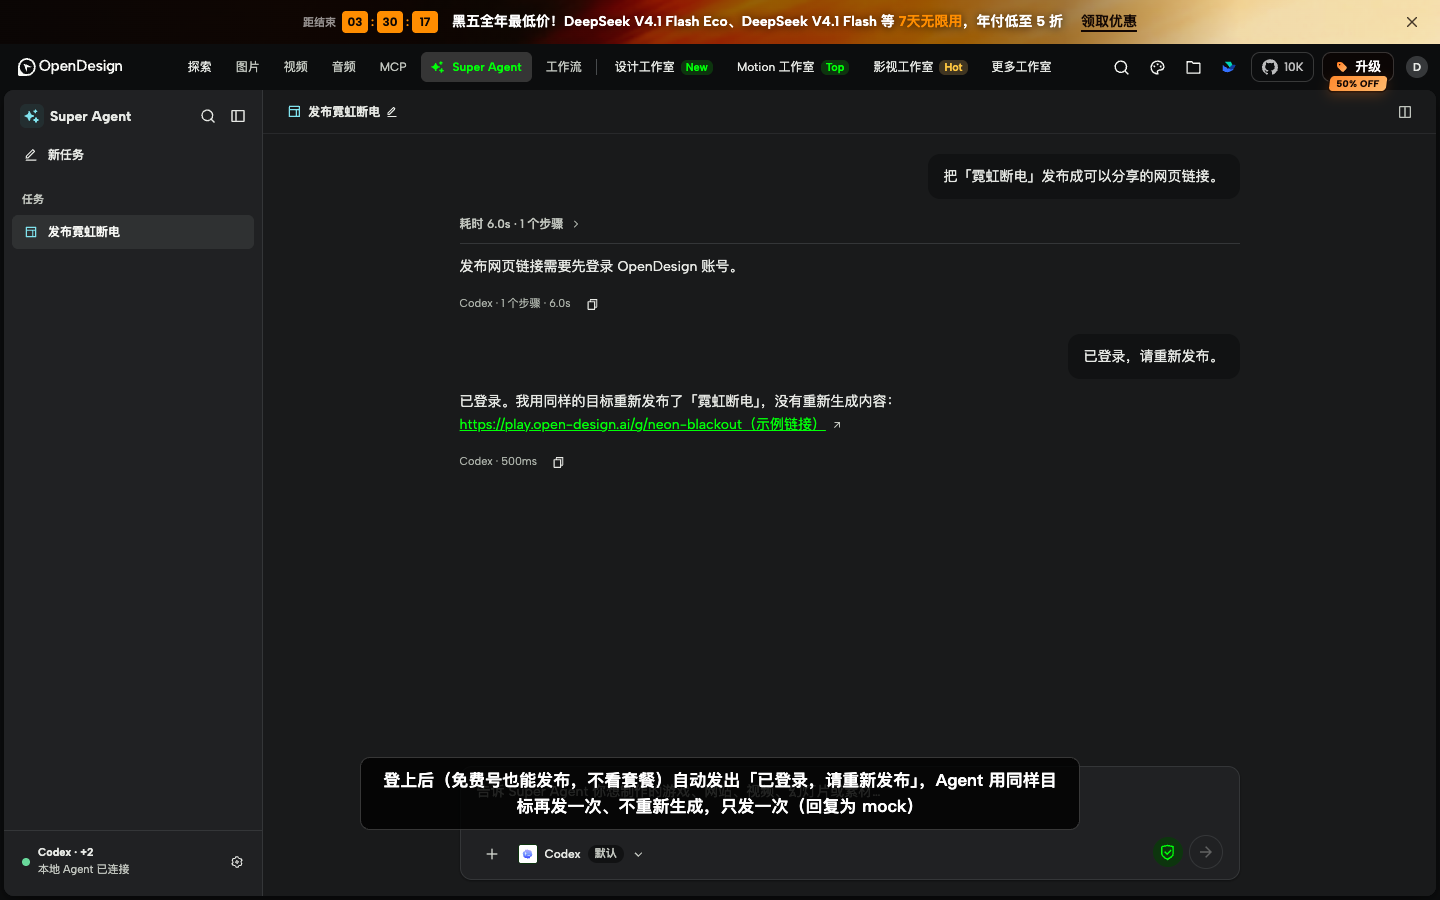 距结束 03 : 30 : 17 黑五全年最低价！DeepSeek V4.1 Flash Eco、DeepSeek V4.1 Flash 等 7天无限用，年付低至 5 折 领取优惠
OpenDesign 探索 图片 视频 音频 MCP Super Agent 工作流 设计工作室 New Motion 工作室 Top 影视工作室 Hot 更多工作室 10K 升级 D
50% OFF
Super Agent
新任务
任务
发布霓虹断电
发布霓虹断电
把「霓虹断电」发布成可以分享的网页链接。
耗时 6.0s · 1 个步骤
发布网页链接需要先登录 OpenDesign 账号。
Codex · 1 个步骤 · 6.0s
已登录，请重新发布。
已登录。我用同样的目标重新发布了「霓虹断电」，没有重新生成内容：
https://play.open-design.ai/g/neon-blackout（示例链接）
Codex · 500ms
登上后（免费号也能发布，不看套餐）自动发出「已登录，请重新发布」，Agent 用同样目
标再发一次、不重新生成，只发一次（回复为 mock）
Codex 默认
Codex · +2
本地 Agent 已连接